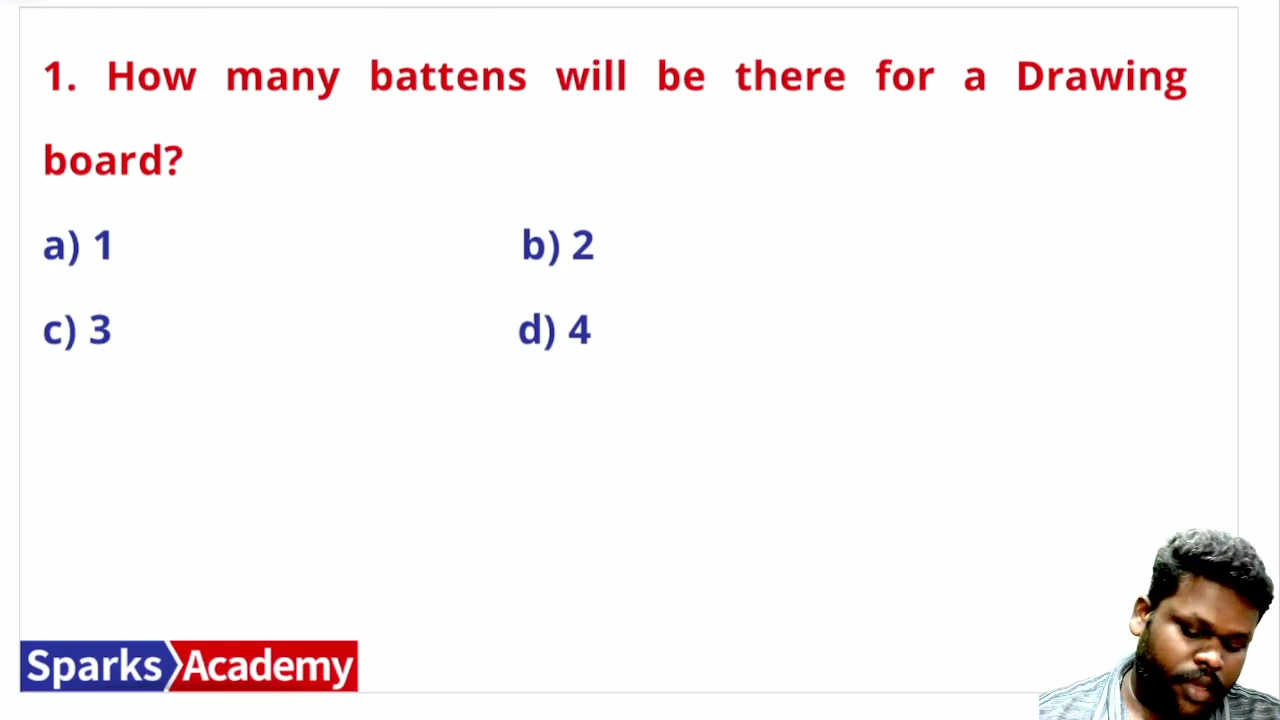 1. How many battens will be there for a Drawing
board?
a) 1 b) 2
c) 3 d) 4
Sparks Academy